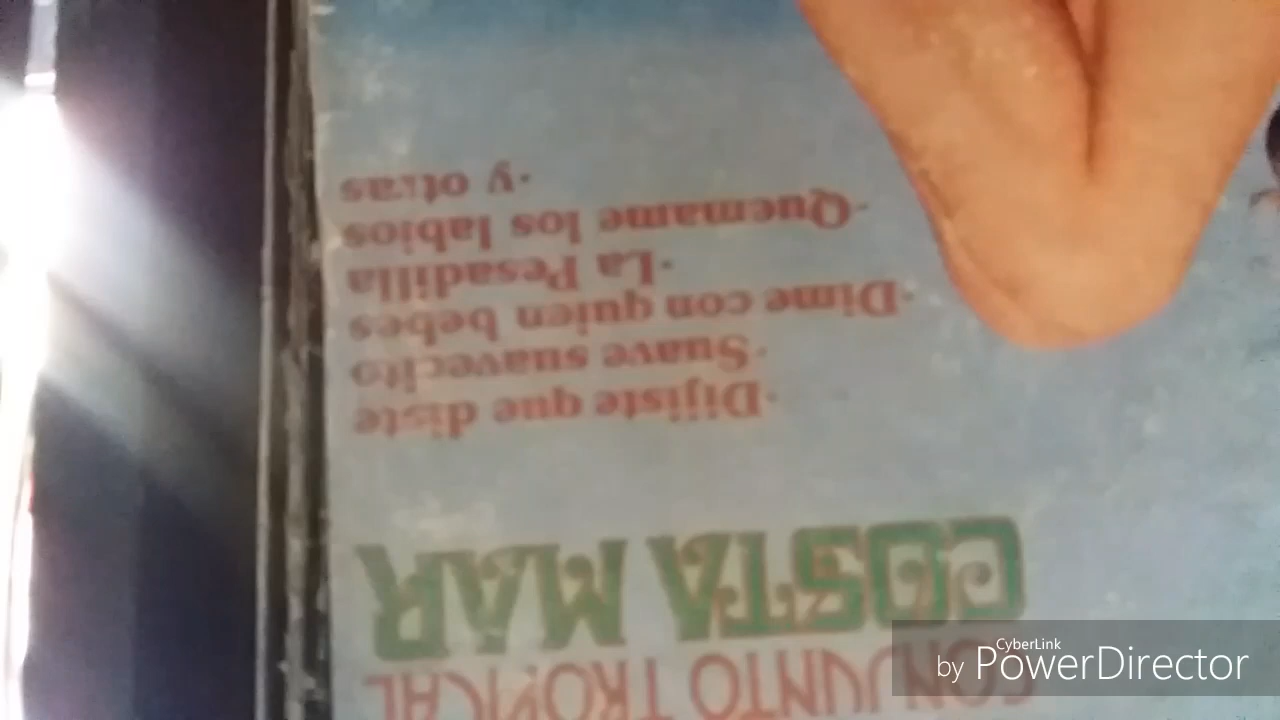 CONJUNTO TROPICAL
COSTA MAR
·Dijiste que diste
·Suave suavecito
·Dime con quien bebes
·La Pesadilla
·Quemame los labios
·y otras
CyberLink
by PowerDirector